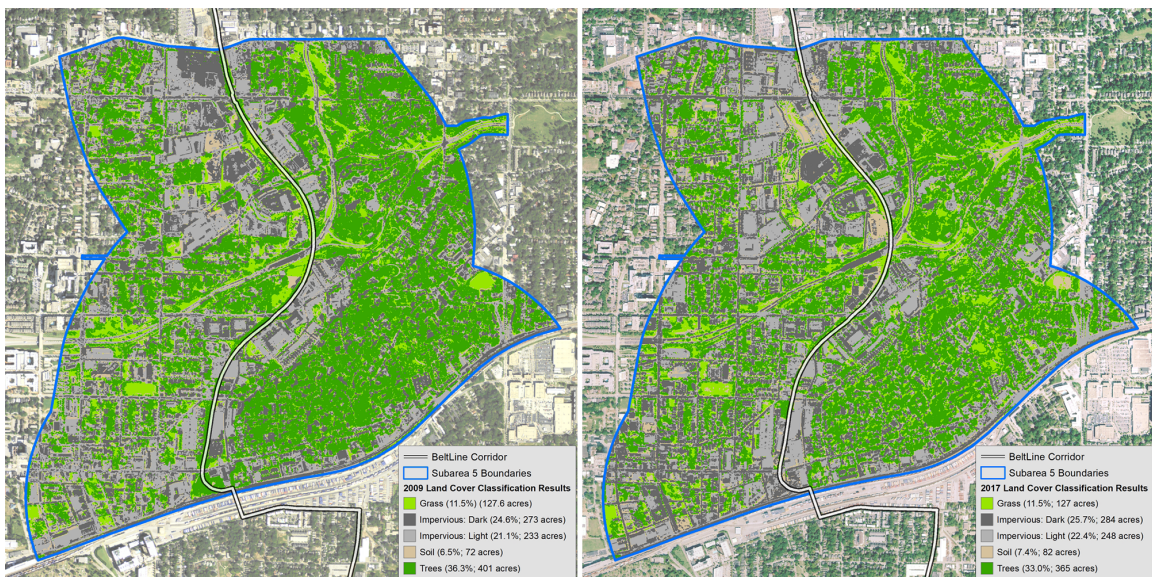 BeltLine Corridor
Subarea 5 Boundaries
2009 Land Cover Classification Results
Grass (11.5%) (127.6 acres)
Impervious: Dark (24.6%; 273 acres)
Impervious: Light (21.1%; 233 acres)
Soil (6.5%; 72 acres)
Trees (36.3%; 401 acres)
BeltLine Corridor
Subarea 5 Boundaries
2017 Land Cover Classification Results
Grass (11.5%; 127 acres)
Impervious: Dark (25.7%; 284 acres)
Impervious: Light (22.4%; 248 acres)
Soil (7.4%; 82 acres)
Trees (33.0%; 365 acres)